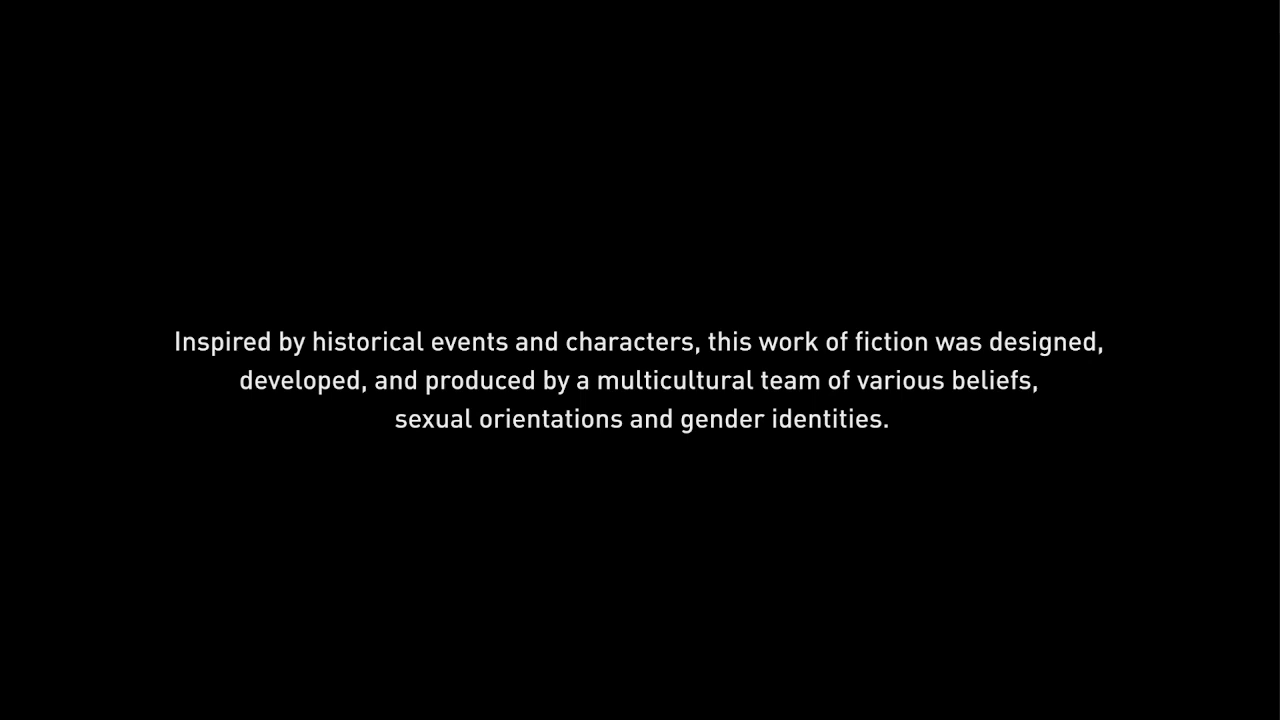 Inspired by historical events and characters, this work of fiction was designed,
developed, and produced by a multicultural team of various beliefs,
sexual orientations and gender identities.